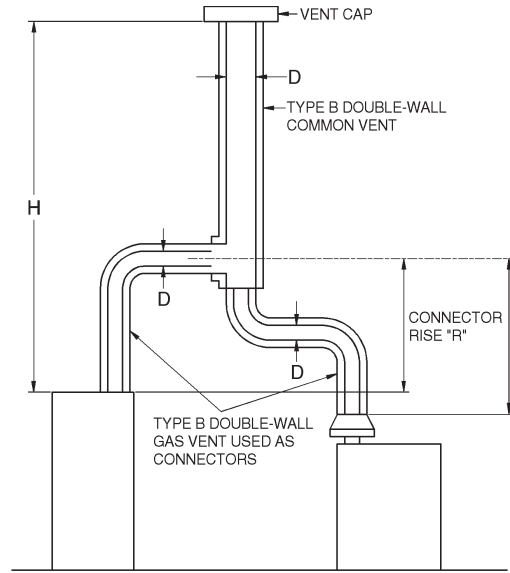 VENT CAP
D
TYPE B DOUBLE-WALL
COMMON VENT
H
D
CONNECTOR
RISE "R"
D
TYPE B DOUBLE-WALL
GAS VENT USED AS
CONNECTORS